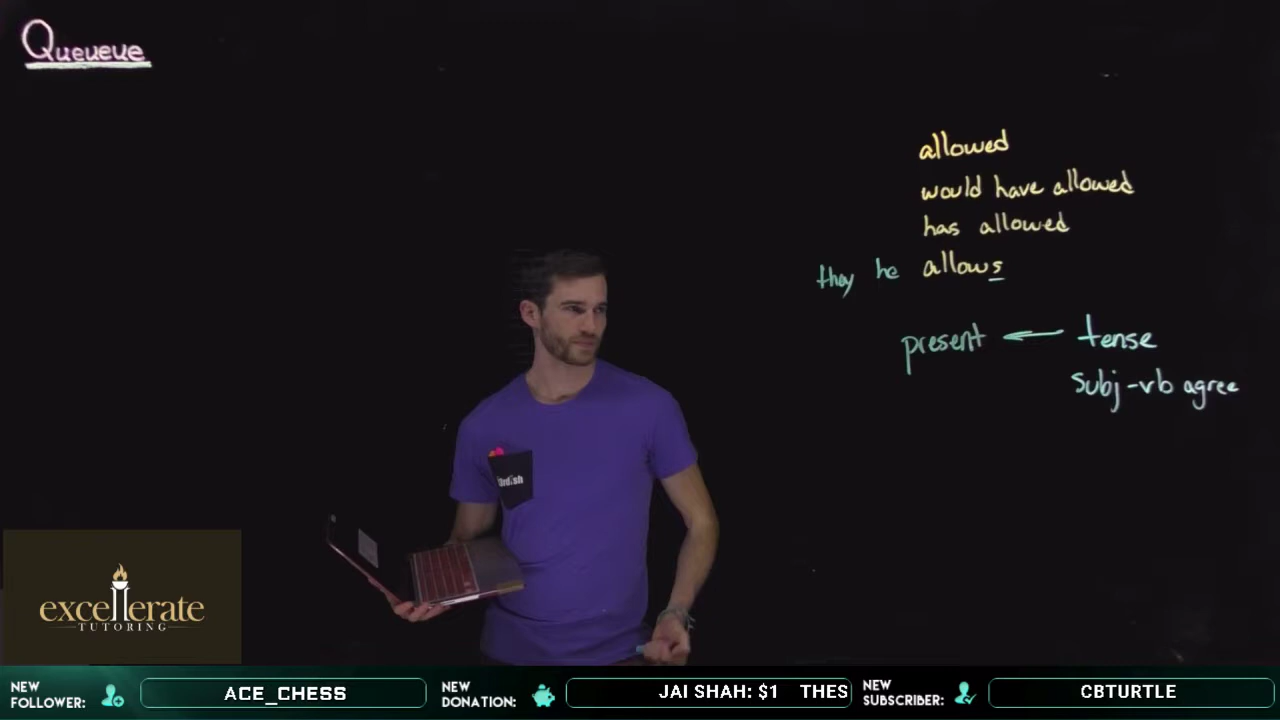 Queueue
allowed
would have allowed
has allowed
they he allows
present ← tense
subj-vb agree
excellerate
TUTORING
NEW FOLLOWER: ACE_CHESS
NEW DONATION: JAI SHAH: $1 THES
NEW SUBSCRIBER: CBTURTLE